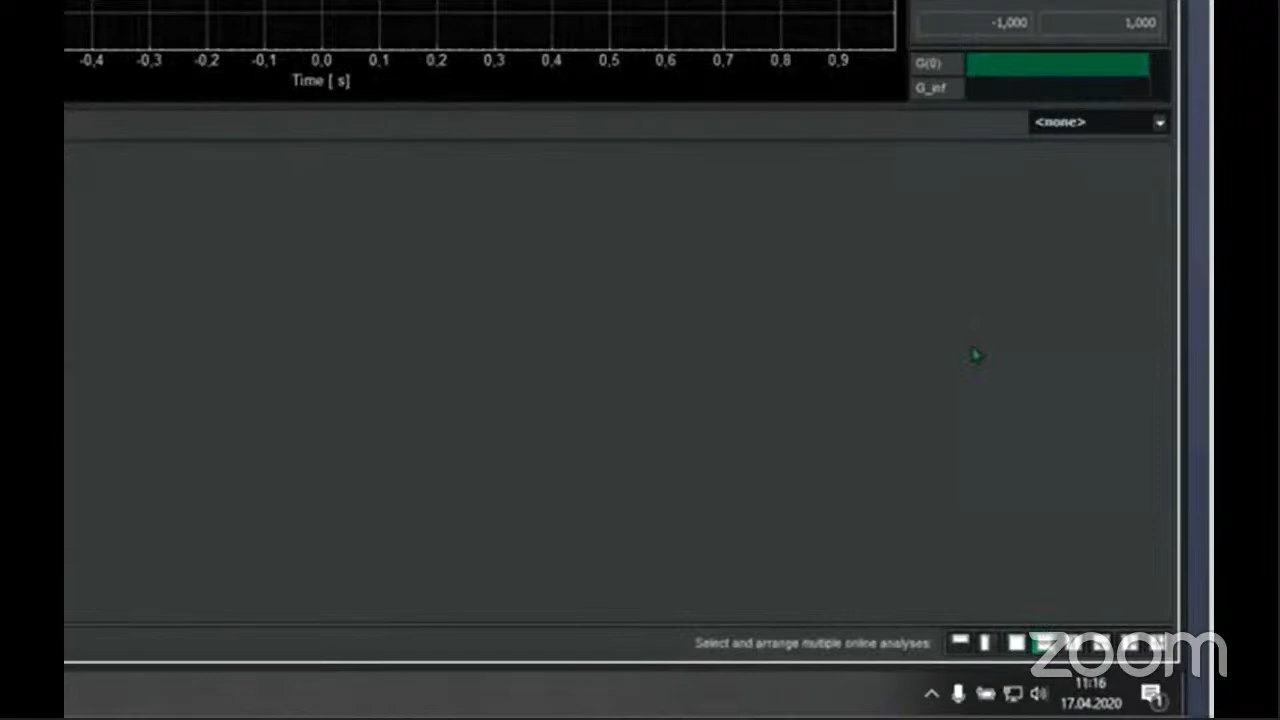 -1,000 1,000
-0,4 -0,3 -0,2 -0,1 0,0 0,1 0,2 0,3 0,4 0,5 0,6 0,7 0,8 0,9
Time [ s]
G(0)
G_inf
<none>
Select and arrange multiple online analyses:
zoom
11:16
17.04.2020
1